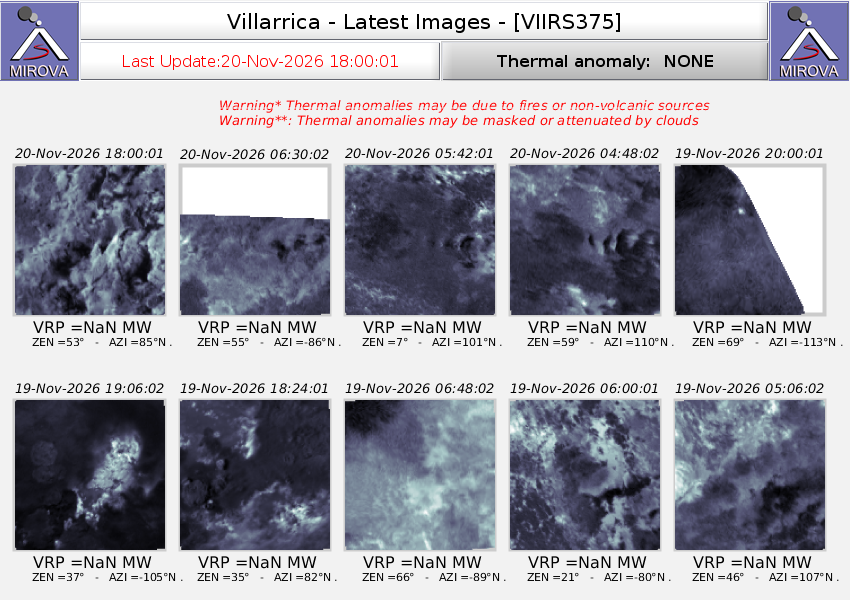 Villarrica - Latest Images - [VIIRS375]
MIROVA
Last Update:20-Nov-2026 18:00:01
Thermal anomaly: NONE
MIROVA
Warning* Thermal anomalies may be due to fires or non-volcanic sources
Warning**: Thermal anomalies may be masked or attenuated by clouds
20-Nov-2026 18:00:01
20-Nov-2026 06:30:02
20-Nov-2026 05:42:01
20-Nov-2026 04:48:02
19-Nov-2026 20:00:01
VRP =NaN MW
VRP =NaN MW
VRP =NaN MW
VRP =NaN MW
VRP =NaN MW
ZEN =53° - AZI =85°N .
ZEN =55° - AZI =-86°N .
ZEN =7° - AZI =101°N .
ZEN =59° - AZI =110°N .
ZEN =69° - AZI =-113°N .
19-Nov-2026 19:06:02
19-Nov-2026 18:24:01
19-Nov-2026 06:48:02
19-Nov-2026 06:00:01
19-Nov-2026 05:06:02
VRP =NaN MW
VRP =NaN MW
VRP =NaN MW
VRP =NaN MW
VRP =NaN MW
ZEN =37° - AZI =-105°N .
ZEN =35° - AZI =82°N .
ZEN =66° - AZI =-89°N .
ZEN =21° - AZI =-80°N .
ZEN =46° - AZI =107°N .